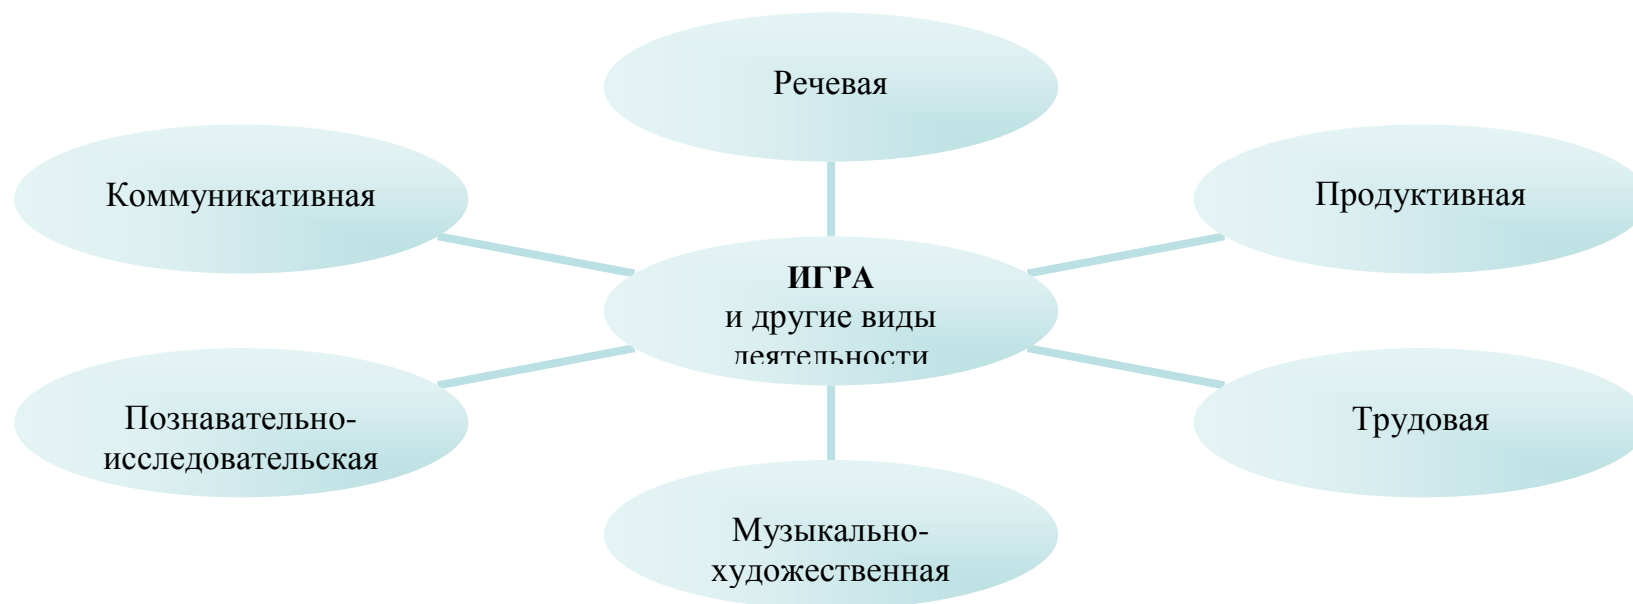 Речевая
Коммуникативная
Продуктивная
ИГРА
и другие виды
деятельности
Познавательно-
исследовательская
Трудовая
Музыкально-
художественная